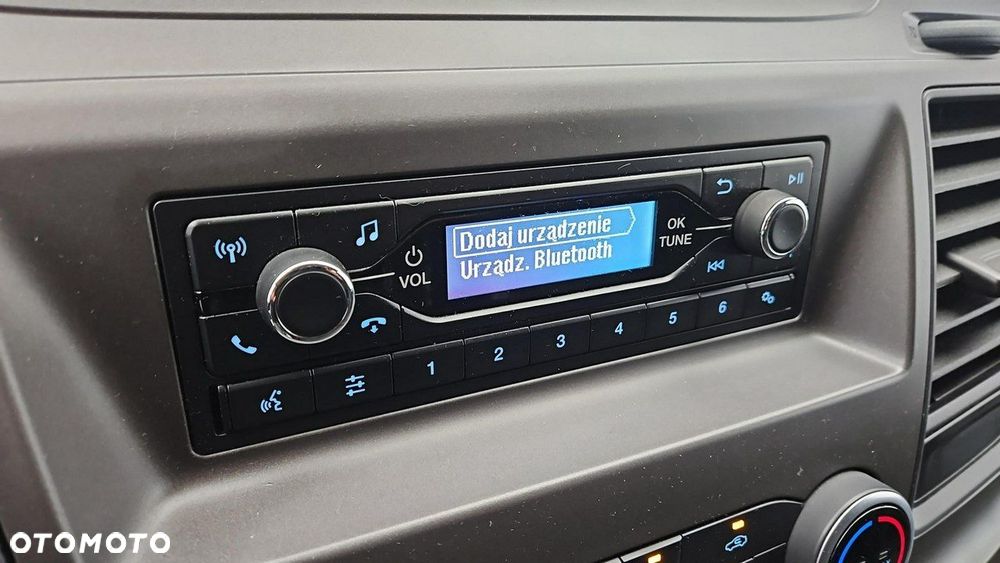 Dodaj urządzenie
Urządz. Bluetooth
VOL
OK
TUNE
1
2
3
4
5
6
OTOMOTO